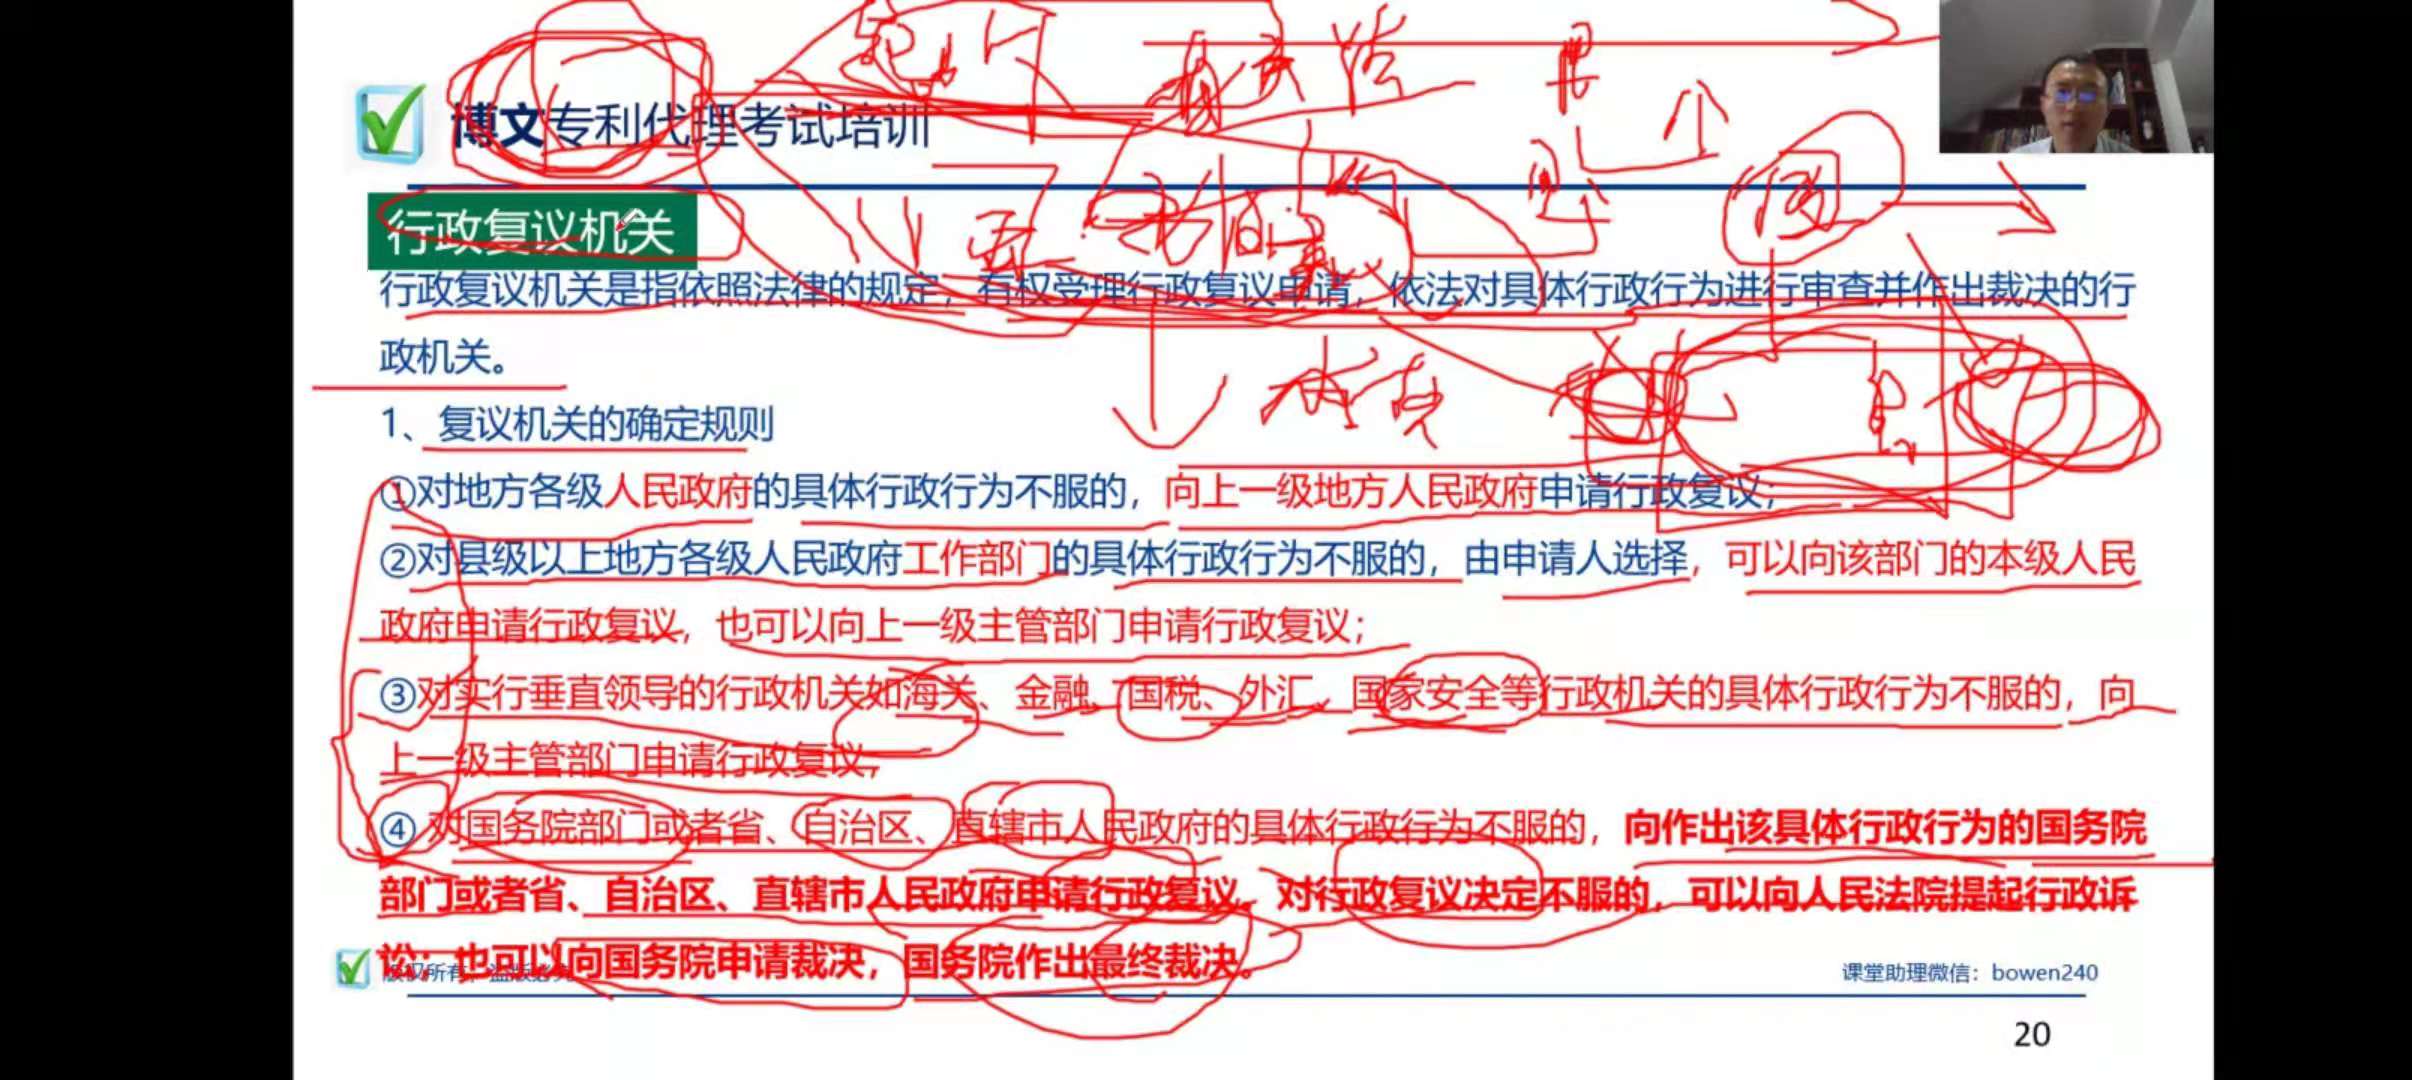 博文专利代理考试培训
行政复议机关
行政复议机关是指依照法律的规定，有权受理行政复议申请，依法对具体行政行为进行审查并作出裁决的行
政机关。
1、复议机关的确定规则
①对地方各级人民政府的具体行政行为不服的，向上一级地方人民政府申请行政复议；
②对县级以上地方各级人民政府工作部门的具体行政行为不服的，由申请人选择，可以向该部门的本级人民
政府申请行政复议，也可以向上一级主管部门申请行政复议；
③对实行垂直领导的行政机关如海关、金融、国税、外汇、国家安全等行政机关的具体行政行为不服的，向
上一级主管部门申请行政复议；
④ 对国务院部门或者省、自治区、直辖市人民政府的具体行政行为不服的，向作出该具体行政行为的国务院
部门或者省、自治区、直辖市人民政府申请行政复议。对行政复议决定不服的，可以向人民法院提起行政诉
讼；也可以向国务院申请裁决，国务院作出最终裁决。
版权所有，盗版必究
课堂助理微信：bowen240
20